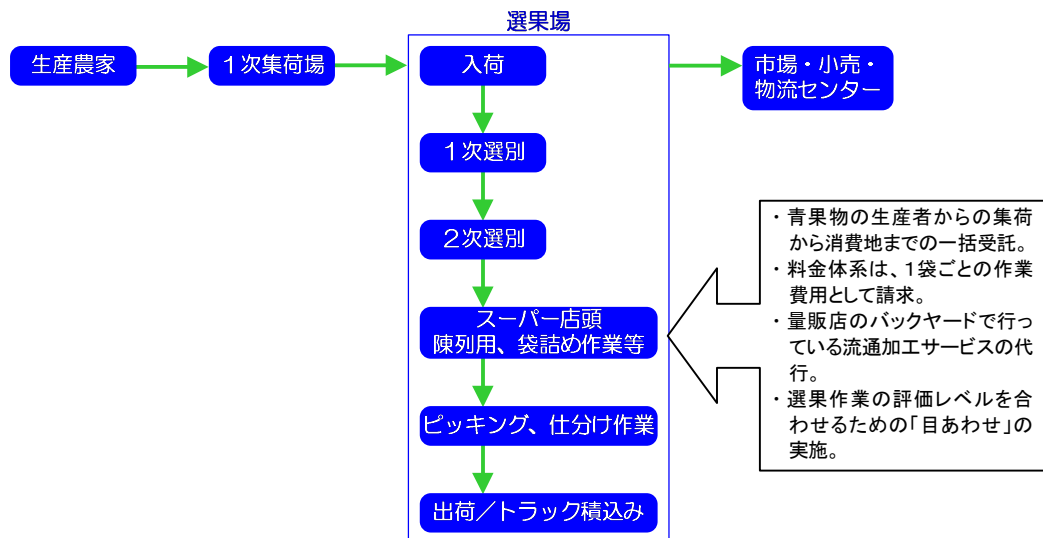 選果場
生産農家
１次集荷場
入荷
市場・小売・
物流センター
１次選別
２次選別
スーパー店頭
陳列用、袋詰め作業等
ピッキング、仕分け作業
出荷／トラック積込み
・青果物の生産者からの集荷
から消費地までの一括受託。
・料金体系は、１袋ごとの作業
費用として請求。
・量販店のバックヤードで行っ
ている流通加工サービスの代
行。
・選果作業の評価レベルを合
わせるための「目あわせ」の
実施。